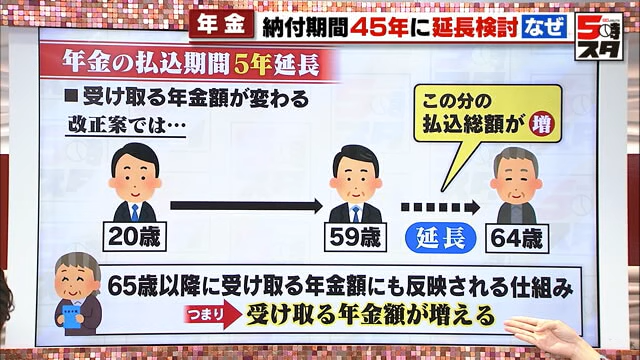 年金 納付期間45年に延長検討 なぜ
5時スタ
年金の払込期間5年延長
■受け取る年金額が変わる
改正案では…
この分の
払込総額が 増
20歳
59歳
延長
64歳
65歳以降に受け取る年金額にも反映される仕組み
つまり 受け取る年金額が増える